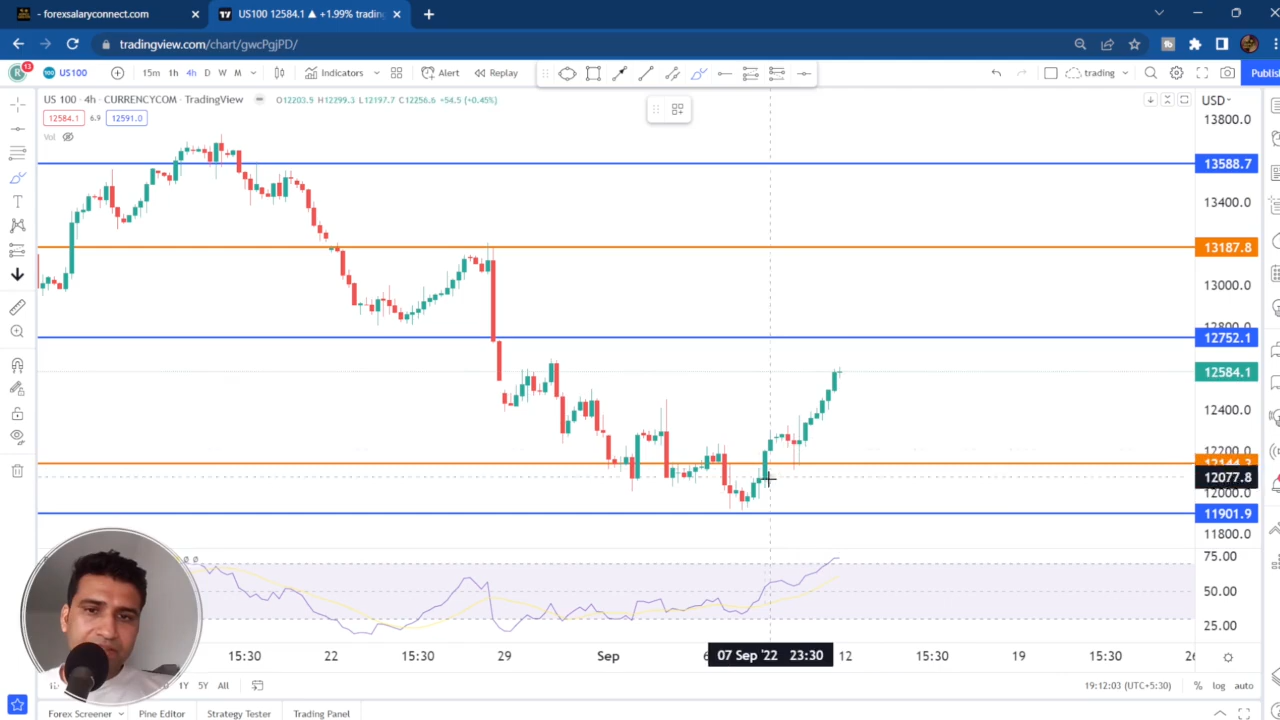 - forexsalaryconnect.com
US100 12584.1 ▲ +1.99% trading
tradingview.com/chart/gwcPgjPD/
R 13
100 US100
15m 1h 4h D W M
Indicators
Alert
Replay
trading
Publis
US 100 · 4h · CURRENCYCOM · TradingView
O12203.9 H12299.3 L12197.7 C12256.6 +54.5 (+0.45%)
12584.1 6.9 12591.0
Vol
USD
13800.0
13588.7
13400.0
13187.8
13000.0
12800.0
12752.1
12584.1
12400.0
12200.0
12144.3
12077.8
12000.0
11901.9
11800.0
75.00
50.00
25.00
15:30 22 15:30 29 Sep 07 Sep '22 23:30 12 15:30 19 15:30 26
1Y 5Y All
19:12:03 (UTC+5:30) % log auto
Forex Screener Pine Editor Strategy Tester Trading Panel